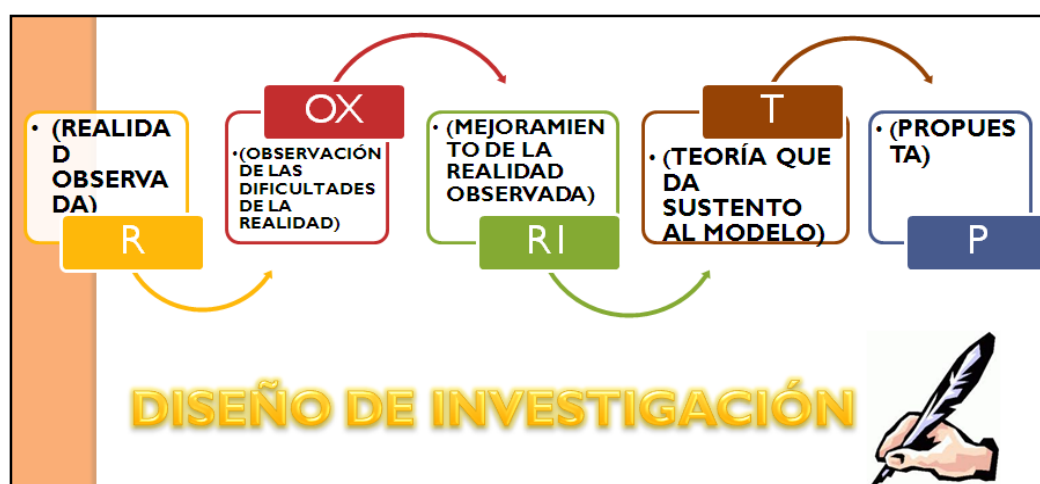 • (REALIDA
D
OBSERVA
DA)
R
OX
•(OBSERVACIÓN
DE LAS
DIFICULTADES
DE LA
REALIDAD)
• (MEJORAMIEN
TO DE LA
REALIDAD
OBSERVADA)
RI
T
• (TEORÍA QUE
DA
SUSTENTO
AL MODELO)
• (PROPUES
TA)
P
DISEÑO DE INVESTIGACIÓN